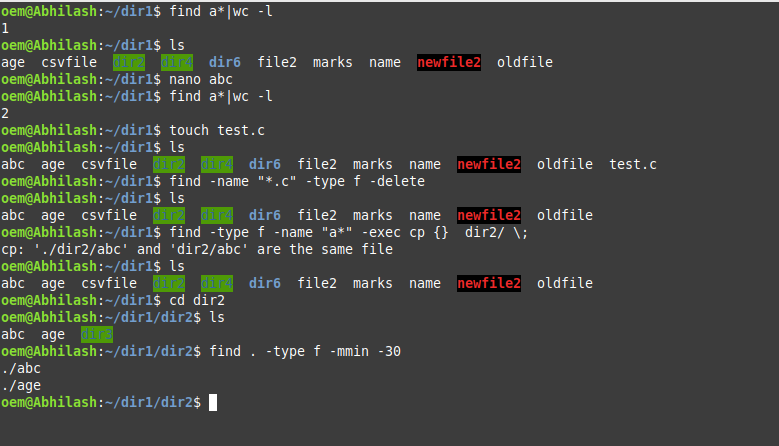 oem@Abhilash:~/dir1$ find a*|wc -l
1
oem@Abhilash:~/dir1$ ls
age  csvfile  dir2  dir4  dir6  file2  marks  name  newfile2  oldfile
oem@Abhilash:~/dir1$ nano abc
oem@Abhilash:~/dir1$ find a*|wc -l
2
oem@Abhilash:~/dir1$ touch test.c
oem@Abhilash:~/dir1$ ls
abc  age  csvfile  dir2  dir4  dir6  file2  marks  name  newfile2  oldfile  test.c
oem@Abhilash:~/dir1$ find -name "*.c" -type f -delete
oem@Abhilash:~/dir1$ ls
abc  age  csvfile  dir2  dir4  dir6  file2  marks  name  newfile2  oldfile
oem@Abhilash:~/dir1$ find -type f -name "a*" -exec cp {}  dir2/ \;
cp: './dir2/abc' and 'dir2/abc' are the same file
oem@Abhilash:~/dir1$ ls
abc  age  csvfile  dir2  dir4  dir6  file2  marks  name  newfile2  oldfile
oem@Abhilash:~/dir1$ cd dir2
oem@Abhilash:~/dir1/dir2$ ls
abc  age  dir3
oem@Abhilash:~/dir1/dir2$ find . -type f -mmin -30
./abc
./age
oem@Abhilash:~/dir1/dir2$